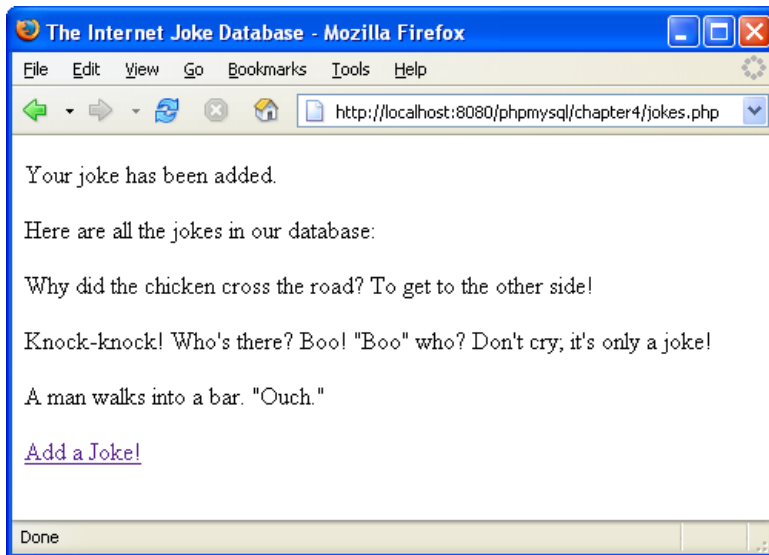 The Internet Joke Database - Mozilla Firefox
File Edit View Go Bookmarks Tools Help
http://localhost:8080/phpmysql/chapter4/jokes.php
Your joke has been added.
Here are all the jokes in our database:
Why did the chicken cross the road? To get to the other side!
Knock-knock! Who's there? Boo! "Boo" who? Don't cry; it's only a joke!
A man walks into a bar. "Ouch."
Add a Joke!
Done